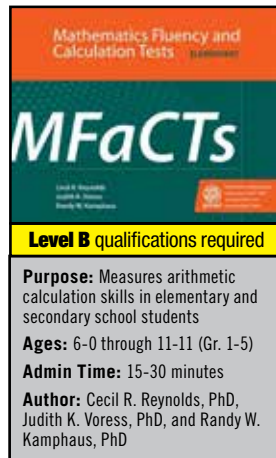 Mathematics Fluency and
Calculation Tests ELEMENTARY
MFaCTs
Cecil R. Reynolds
Judith K. Voress
Randy W. Kamphaus
Level B qualifications required
Purpose: Measures arithmetic
calculation skills in elementary and
secondary school students
Ages: 6-0 through 11-11 (Gr. 1-5)
Admin Time: 15-30 minutes
Author: Cecil R. Reynolds, PhD,
Judith K. Voress, PhD, and Randy W.
Kamphaus, PhD